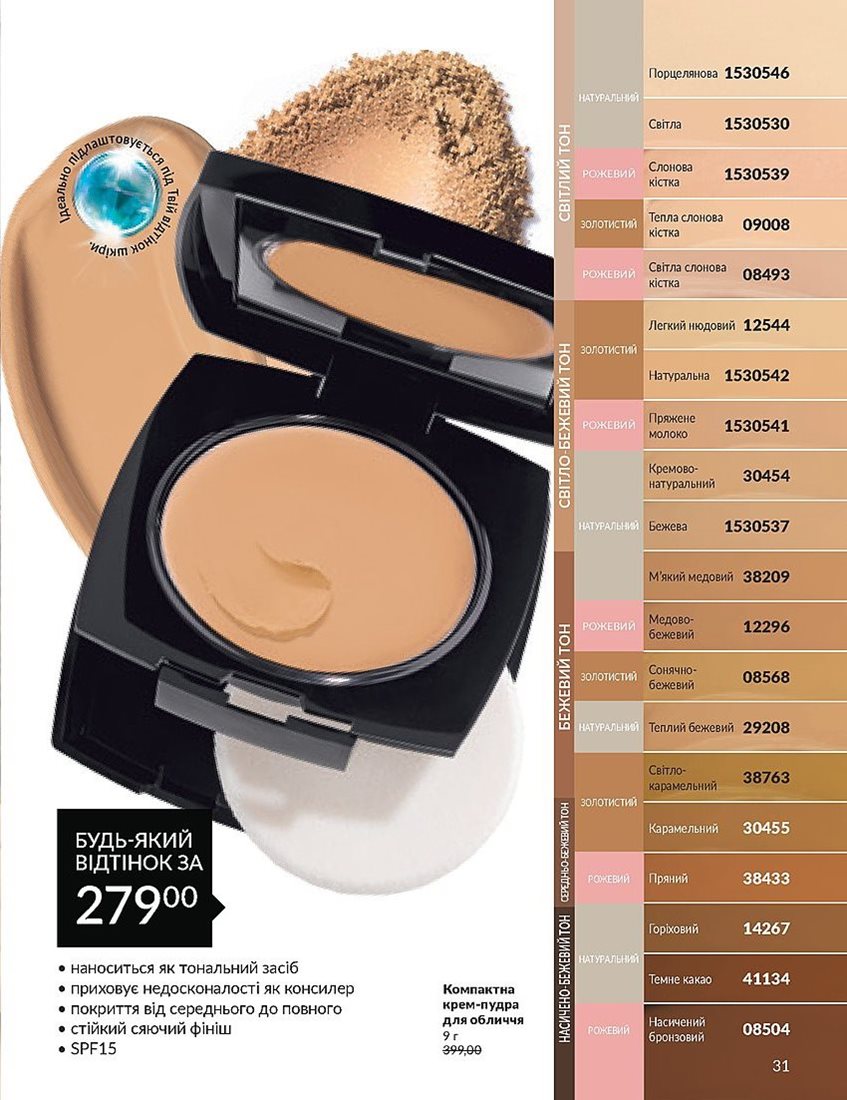 Ідеально підлаштовується під Твій відтінок шкіри.
БУДЬ-ЯКИЙ
ВІДТІНОК ЗА
279⁰⁰
• наноситься як тональний засіб
• приховує недосконалості як консилер
• покриття від середнього до повного
• стійкий сяючий фініш
• SPF15
Компактна
крем-пудра
для обличчя
9 г
399,00
СВІТЛИЙ ТОН
НАТУРАЛЬНИЙ
Порцелянова 1530546
Світла 1530530
РОЖЕВИЙ
Слонова
кістка 1530539
ЗОЛОТИСТИЙ
Тепла слонова
кістка 09008
РОЖЕВИЙ
Світла слонова
кістка 08493
СВІТЛО-БЕЖЕВИЙ ТОН
ЗОЛОТИСТИЙ
Легкий нюдовий 12544
Натуральна 1530542
РОЖЕВИЙ
Пряжене
молоко 1530541
НАТУРАЛЬНИЙ
Кремово-
натуральний 30454
Бежева 1530537
М'який медовий 38209
БЕЖЕВИЙ ТОН
РОЖЕВИЙ
Медово-
бежевий 12296
ЗОЛОТИСТИЙ
Сонячно-
бежевий 08568
НАТУРАЛЬНИЙ
Теплий бежевий 29208
ЗОЛОТИСТИЙ
Світло-
карамельний 38763
СЕРЕДНЬО-БЕЖЕВИЙ ТОН
Карамельний 30455
РОЖЕВИЙ
Пряний 38433
НАСИЧЕНО-БЕЖЕВИЙ ТОН
НАТУРАЛЬНИЙ
Горіховий 14267
Темне какао 41134
РОЖЕВИЙ
Насичений
бронзовий 08504
31